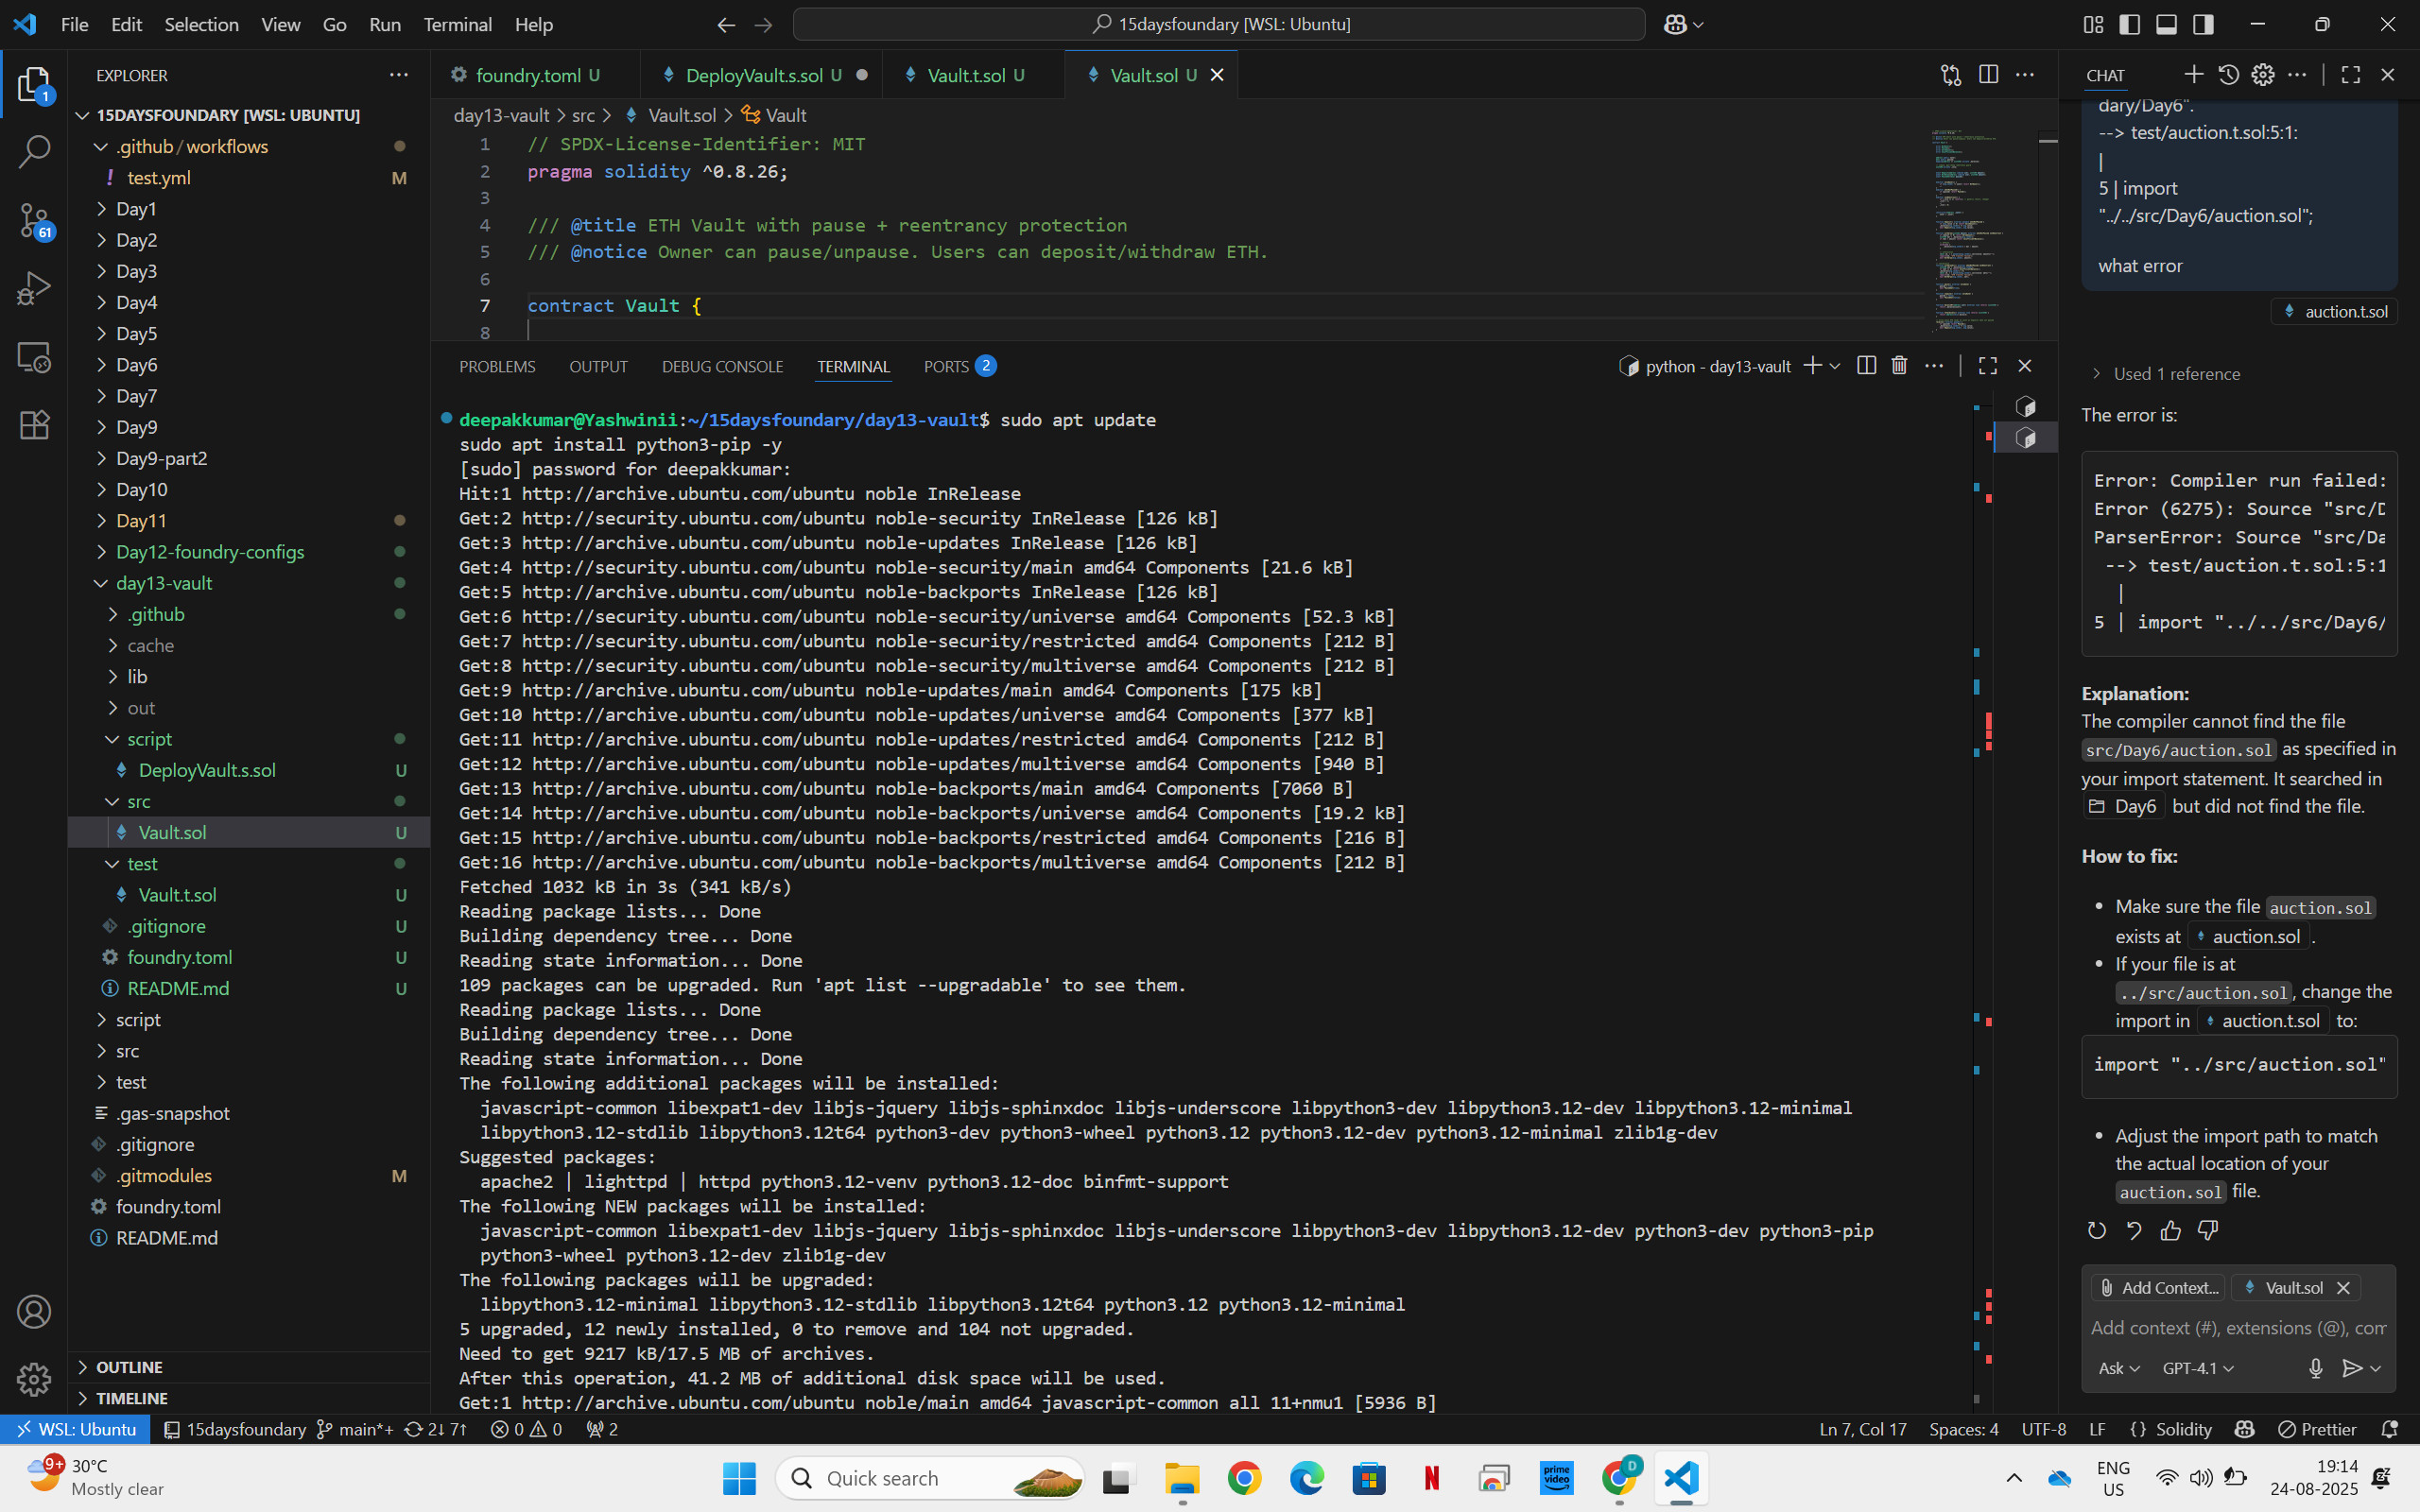 File Edit Selection View Go Run Terminal Help
15daysfoundary [WSL: Ubuntu]
EXPLORER
15DAYSFOUNDARY [WSL: UBUNTU]
.github / workflows
! test.yml M
Day1
Day2
Day3
Day4
Day5
Day6
Day7
Day9
Day9-part2
Day10
Day11
Day12-foundry-configs
day13-vault
.github
cache
lib
out
script
DeployVault.s.sol U
src
Vault.sol U
test
Vault.t.sol U
.gitignore U
foundry.toml U
README.md U
script
src
test
.gas-snapshot
.gitignore
.gitmodules M
foundry.toml
README.md
OUTLINE
TIMELINE
1
61
foundry.toml U DeployVault.s.sol U Vault.t.sol U Vault.sol U
day13-vault > src > Vault.sol > Vault
1 // SPDX-License-Identifier: MIT
2 pragma solidity ^0.8.26;
3
4 /// @title ETH Vault with pause + reentrancy protection
5 /// @notice Owner can pause/unpause. Users can deposit/withdraw ETH.
6
7 contract Vault {
8
PROBLEMS OUTPUT DEBUG CONSOLE TERMINAL PORTS 2
python - day13-vault
deepakkumar@Yashwinii:~/15daysfoundary/day13-vault$ sudo apt update
sudo apt install python3-pip -y
[sudo] password for deepakkumar:
Hit:1 http://archive.ubuntu.com/ubuntu noble InRelease
Get:2 http://security.ubuntu.com/ubuntu noble-security InRelease [126 kB]
Get:3 http://archive.ubuntu.com/ubuntu noble-updates InRelease [126 kB]
Get:4 http://security.ubuntu.com/ubuntu noble-security/main amd64 Components [21.6 kB]
Get:5 http://archive.ubuntu.com/ubuntu noble-backports InRelease [126 kB]
Get:6 http://security.ubuntu.com/ubuntu noble-security/universe amd64 Components [52.3 kB]
Get:7 http://security.ubuntu.com/ubuntu noble-security/restricted amd64 Components [212 B]
Get:8 http://security.ubuntu.com/ubuntu noble-security/multiverse amd64 Components [212 B]
Get:9 http://archive.ubuntu.com/ubuntu noble-updates/main amd64 Components [175 kB]
Get:10 http://archive.ubuntu.com/ubuntu noble-updates/universe amd64 Components [377 kB]
Get:11 http://archive.ubuntu.com/ubuntu noble-updates/restricted amd64 Components [212 B]
Get:12 http://archive.ubuntu.com/ubuntu noble-updates/multiverse amd64 Components [940 B]
Get:13 http://archive.ubuntu.com/ubuntu noble-backports/main amd64 Components [7060 B]
Get:14 http://archive.ubuntu.com/ubuntu noble-backports/universe amd64 Components [19.2 kB]
Get:15 http://archive.ubuntu.com/ubuntu noble-backports/restricted amd64 Components [216 B]
Get:16 http://archive.ubuntu.com/ubuntu noble-backports/multiverse amd64 Components [212 B]
Fetched 1032 kB in 3s (341 kB/s)
Reading package lists... Done
Building dependency tree... Done
Reading state information... Done
109 packages can be upgraded. Run 'apt list --upgradable' to see them.
Reading package lists... Done
Building dependency tree... Done
Reading state information... Done
The following additional packages will be installed:
javascript-common libexpat1-dev libjs-jquery libjs-sphinxdoc libjs-underscore libpython3-dev libpython3.12-dev libpython3.12-minimal
libpython3.12-stdlib libpython3.12t64 python3-dev python3-wheel python3.12 python3.12-dev python3.12-minimal zlib1g-dev
Suggested packages:
apache2 | lighttpd | httpd python3.12-venv python3.12-doc binfmt-support
The following NEW packages will be installed:
javascript-common libexpat1-dev libjs-jquery libjs-sphinxdoc libjs-underscore libpython3-dev libpython3.12-dev python3-dev python3-pip
python3-wheel python3.12-dev zlib1g-dev
The following packages will be upgraded:
libpython3.12-minimal libpython3.12-stdlib libpython3.12t64 python3.12 python3.12-minimal
5 upgraded, 12 newly installed, 0 to remove and 104 not upgraded.
Need to get 9217 kB/17.5 MB of archives.
After this operation, 41.2 MB of additional disk space will be used.
Get:1 http://archive.ubuntu.com/ubuntu noble/main amd64 javascript-common all 11+nmu1 [5936 B]
CHAT
dary/Day6".
--> test/auction.t.sol:5:1:
|
5 | import
"../../src/Day6/auction.sol";
what error
auction.t.sol
Used 1 reference
The error is:
Error: Compiler run failed:
Error (6275): Source "src/D
ParserError: Source "src/Da
--> test/auction.t.sol:5:1
|
5 | import "../../src/Day6/
Explanation:
The compiler cannot find the file
src/Day6/auction.sol as specified in
your import statement. It searched in
Day6 but did not find the file.
How to fix:
• Make sure the file auction.sol
exists at auction.sol .
• If your file is at
../src/auction.sol, change the
import in auction.t.sol to:
import "../src/auction.sol"
• Adjust the import path to match
the actual location of your
auction.sol file.
Add Context... Vault.sol
Add context (#), extensions (@), com
Ask GPT-4.1
WSL: Ubuntu 15daysfoundary main*+ 2↓ 7↑ 0 0 2 Ln 7, Col 17 Spaces: 4 UTF-8 LF {} Solidity Prettier
9+
30°C
Mostly clear
Quick search
N
prime video
D
ENG
US
19:14
24-08-2025